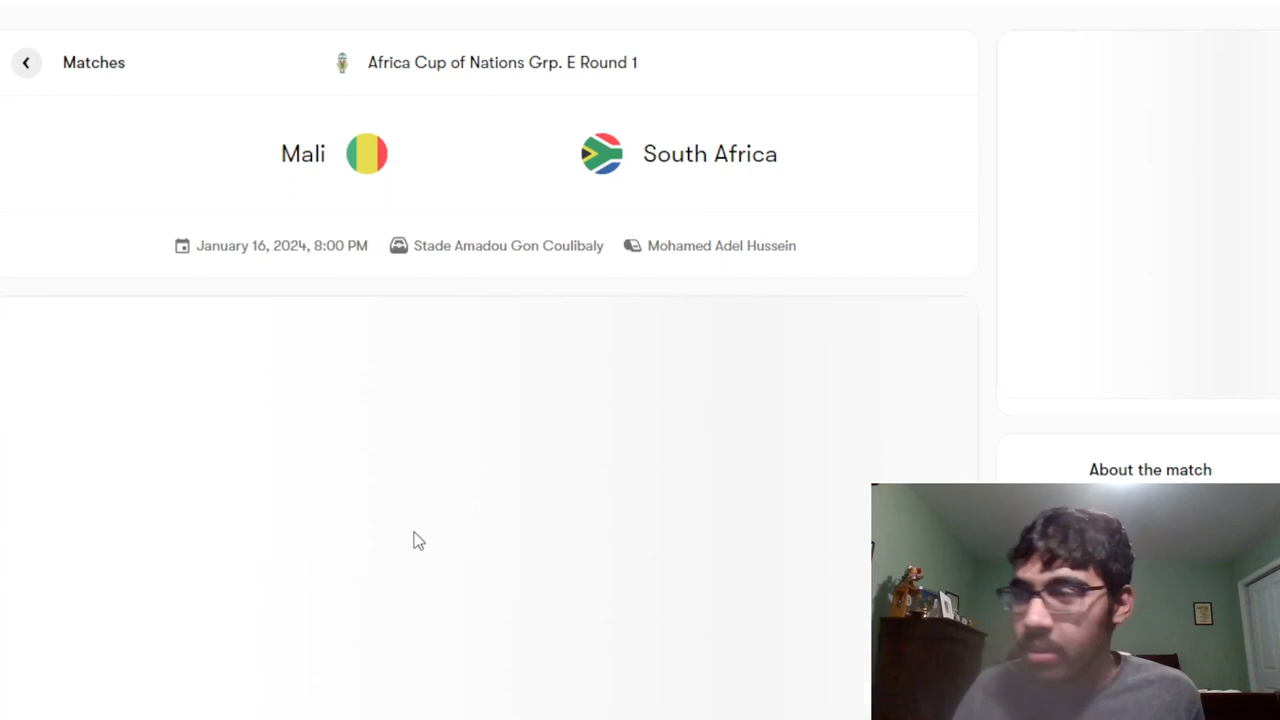 Matches
Africa Cup of Nations Grp. E Round 1
Mali
South Africa
January 16, 2024, 8:00 PM
Stade Amadou Gon Coulibaly
Mohamed Adel Hussein
About the match